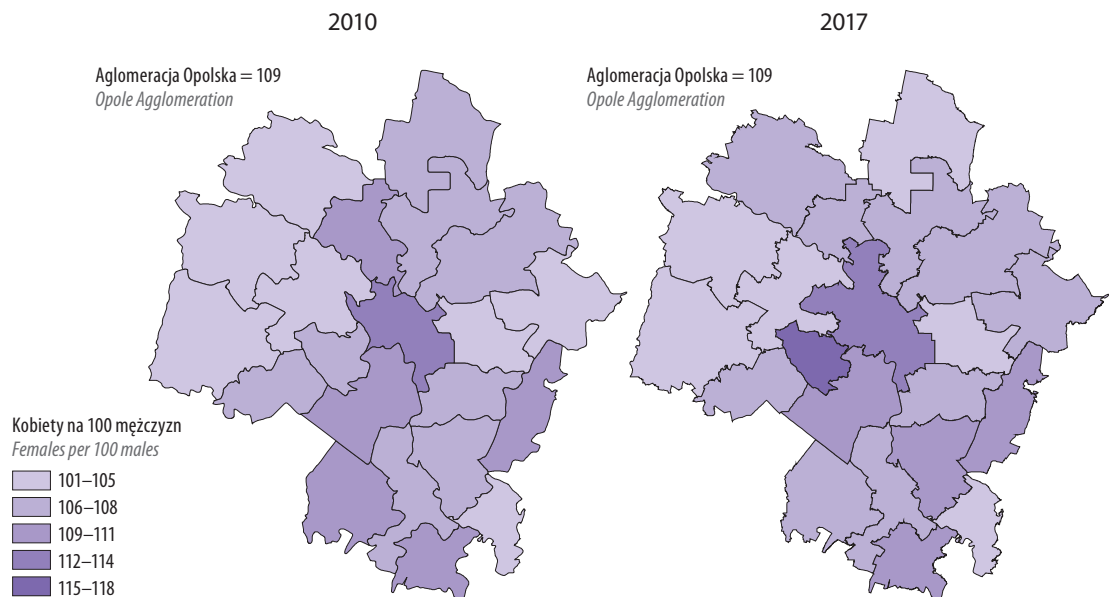 2010
2017
Aglomeracja Opolska = 109
Opole Agglomeration
Aglomeracja Opolska = 109
Opole Agglomeration
Kobiety na 100 mężczyzn
Females per 100 males
101–105
106–108
109–111
112–114
115–118